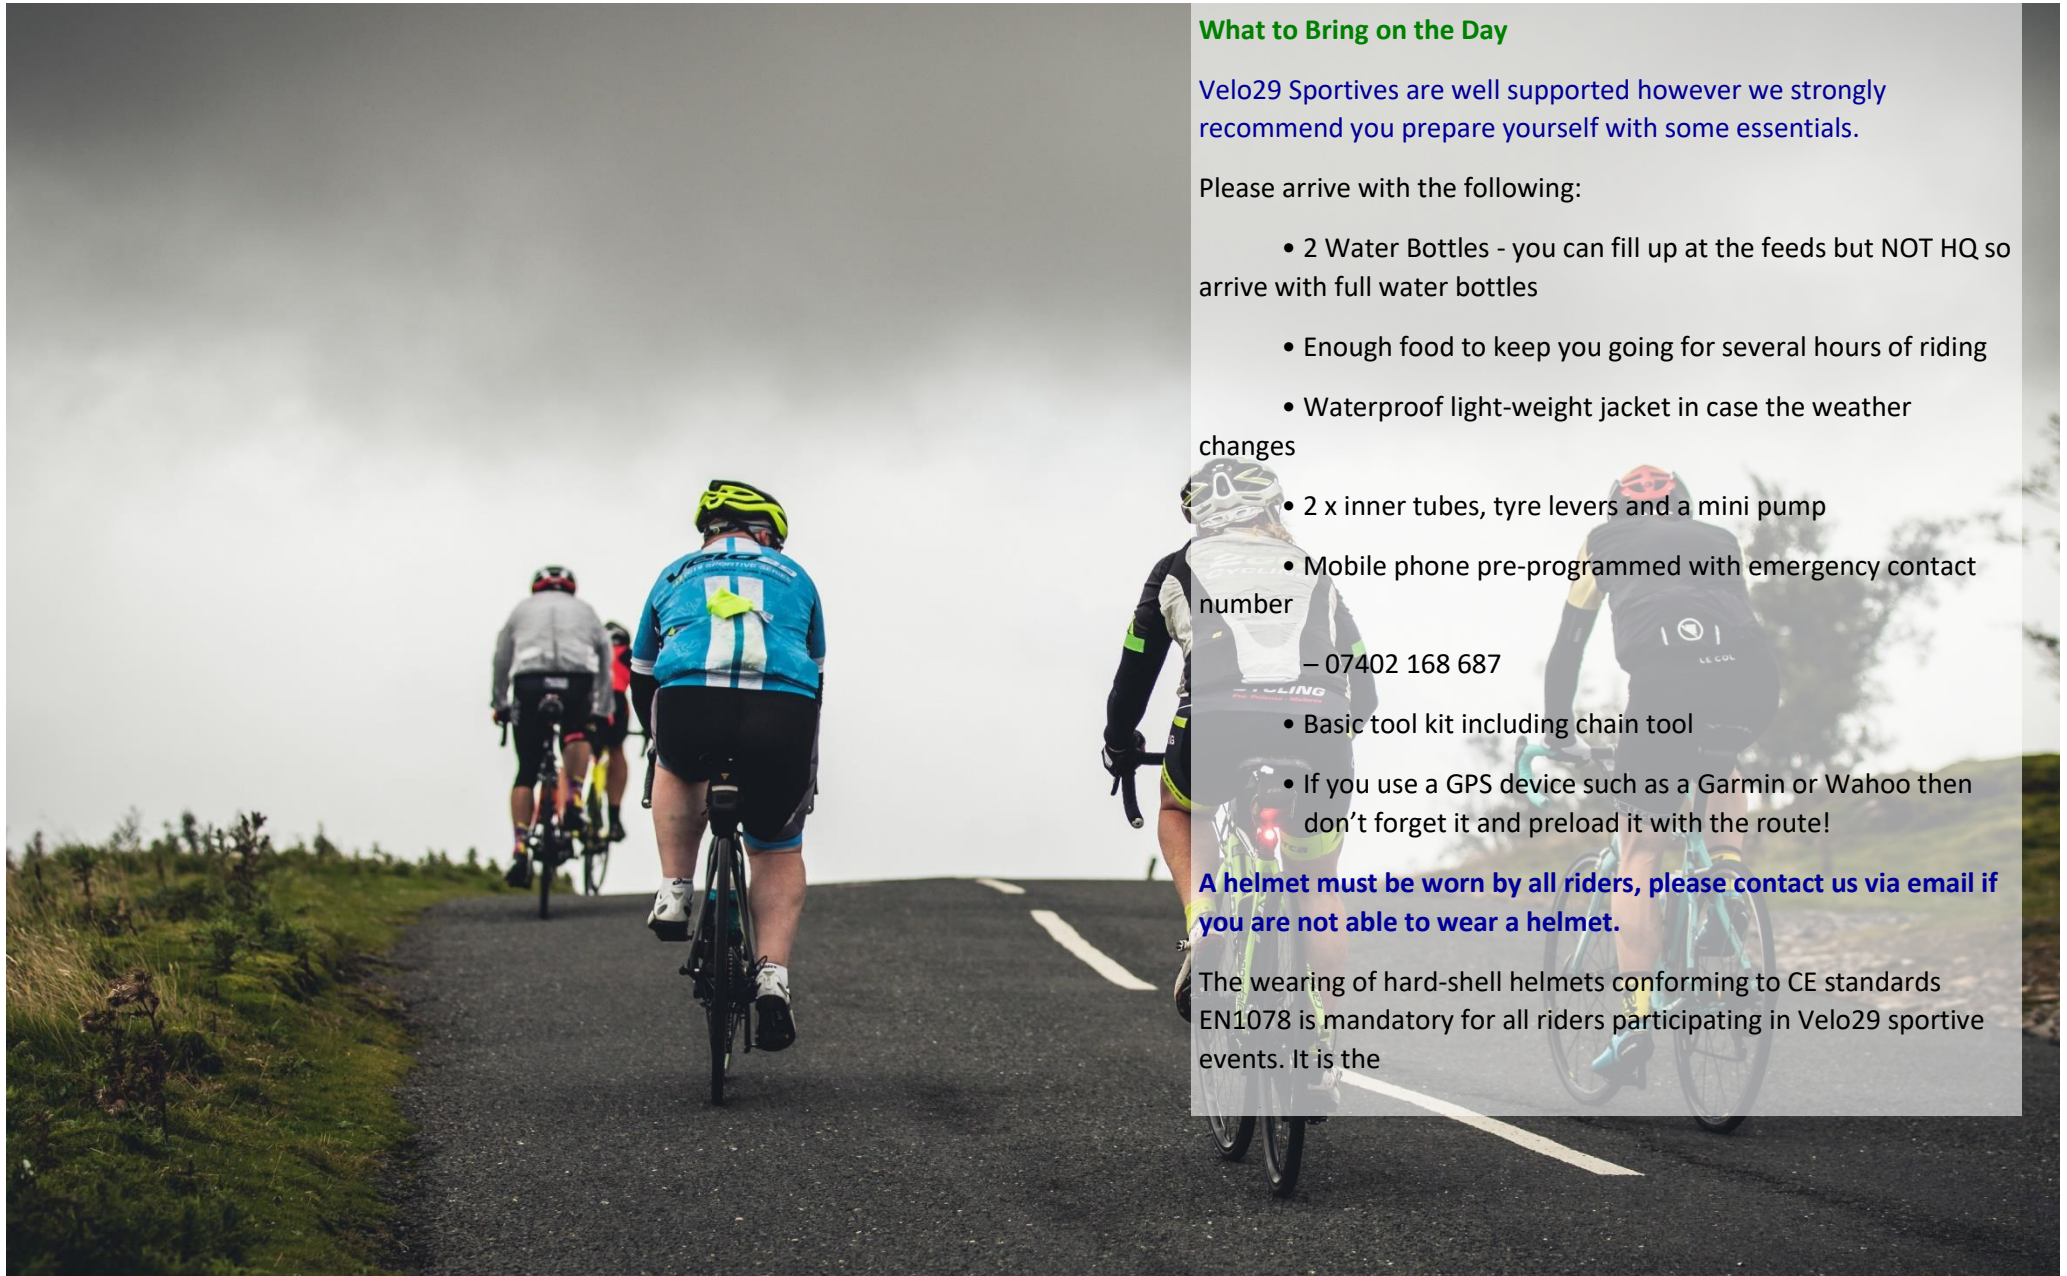 What to Bring on the Day
Velo29 Sportives are well supported however we strongly
recommend you prepare yourself with some essentials.
Please arrive with the following:
• 2 Water Bottles - you can fill up at the feeds but NOT HQ so
arrive with full water bottles
• Enough food to keep you going for several hours of riding
• Waterproof light-weight jacket in case the weather
changes
• 2 x inner tubes, tyre levers and a mini pump
• Mobile phone pre-programmed with emergency contact
number
– 07402 168 687
• Basic tool kit including chain tool
• If you use a GPS device such as a Garmin or Wahoo then
don’t forget it and preload it with the route!
A helmet must be worn by all riders, please contact us via email if
you are not able to wear a helmet.
The wearing of hard-shell helmets conforming to CE standards
EN1078 is mandatory for all riders participating in Velo29 sportive
events. It is the
velo29
SPORTIVE SERIES
CYCLING
LE COL